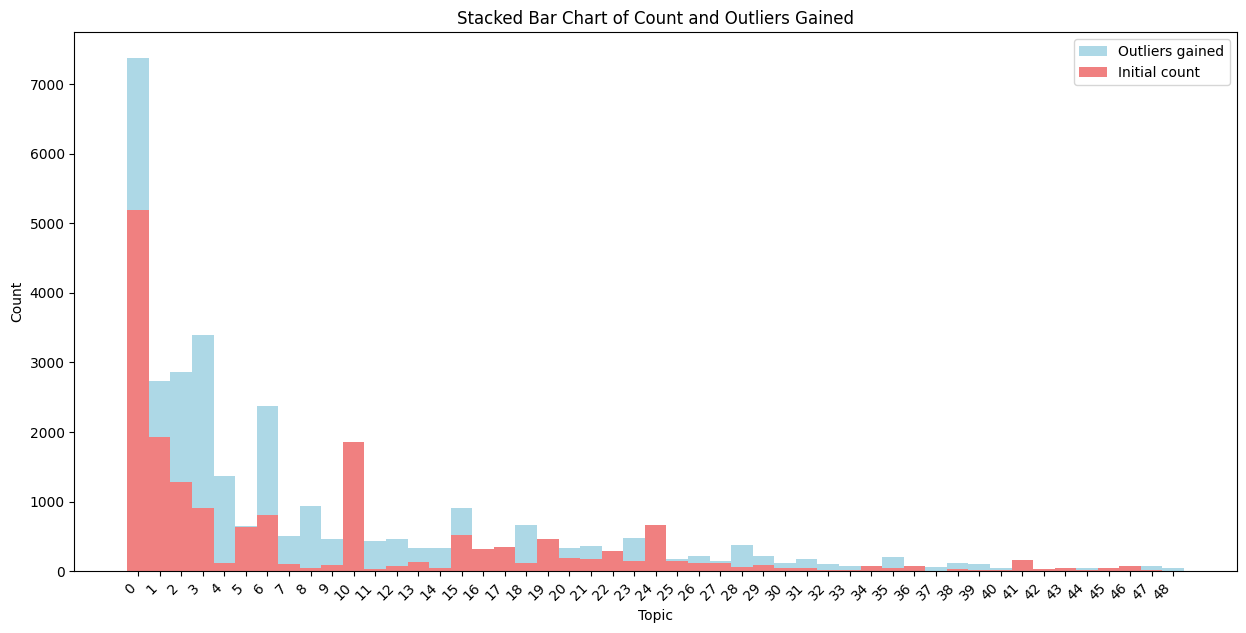 Stacked Bar Chart of Count and Outliers Gained
Outliers gained
Initial count
7000
6000
5000
4000
3000
2000
1000
0
Count
0 1 2 3 4 5 6 7 8 9 10 11 12 13 14 15 16 17 18 19 20 21 22 23 24 25 26 27 28 29 30 31 32 33 34 35 36 37 38 39 40 41 42 43 44 45 46 47 48
Topic